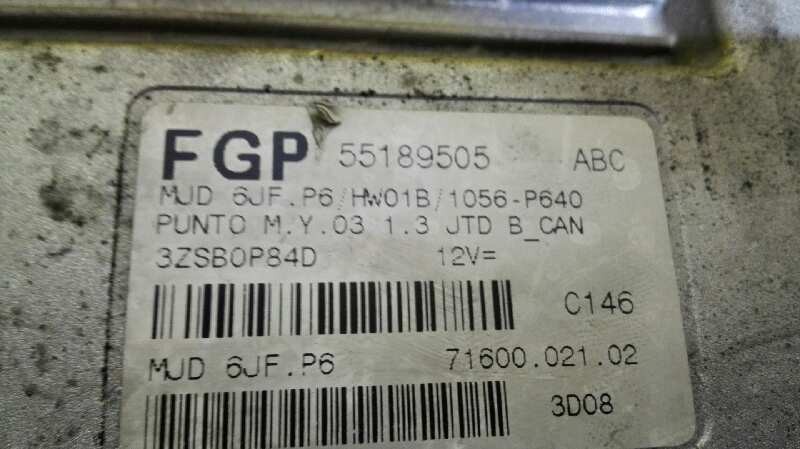 FGP 55189505 ABC
MJD 6JF.P6/HW01B/1056-P640
PUNTO M.Y.03 1.3 JTD B_CAN
3ZSB0P84D 12V=
C146
MJD 6JF.P6 71600.021.02
3D08